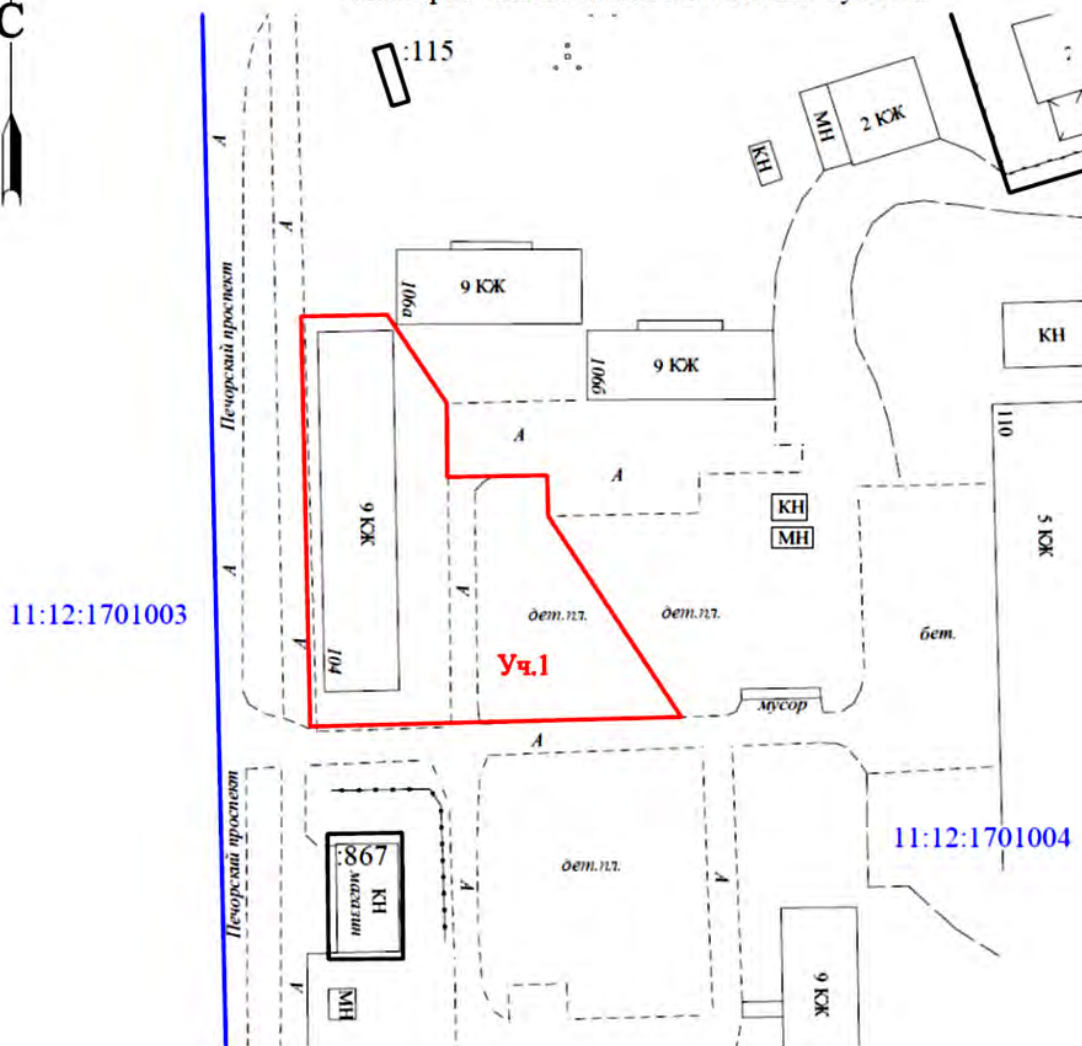 С
:115
А
МН
2 КЖ
КН
А
Печорский проспект
106а
9 КЖ
106б
9 КЖ
КН
110
А
А
9 КЖ
КН
МН
5 КЖ
А
А
11:12:1701003
дет.пл.
дет.пл.
бет.
А
104
Уч.1
мусор
А
Печорский проспект
11:12:1701004
:867
КН
магазин
дет.пл.
А
А
А
МН
9 КЖ